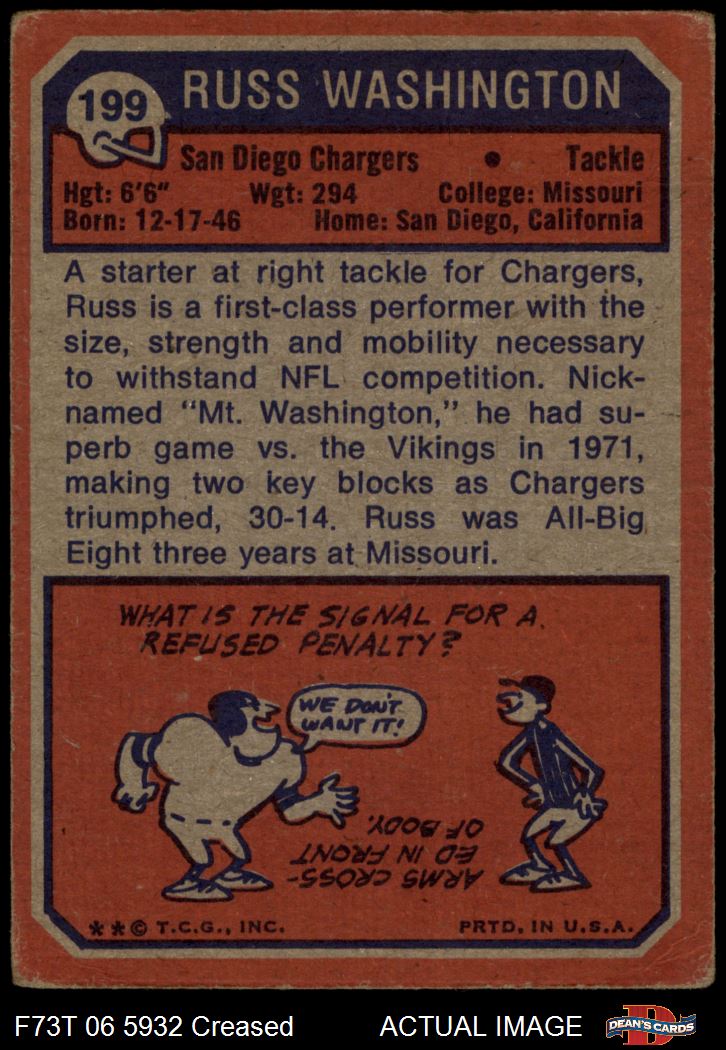 199
RUSS WASHINGTON
San Diego Chargers • Tackle
Hgt: 6'6" Wgt: 294 College: Missouri
Born: 12-17-46 Home: San Diego, California
A starter at right tackle for Chargers,
Russ is a first-class performer with the
size, strength and mobility necessary
to withstand NFL competition. Nick-
named "Mt. Washington," he had su-
perb game vs. the Vikings in 1971,
making two key blocks as Chargers
triumphed, 30-14. Russ was All-Big
Eight three years at Missouri.
WHAT IS THE SIGNAL FOR A
REFUSED PENALTY?
WE DON'T
WANT IT!
ARMS CROSS-
ED IN FRONT
OF BODY.
**© T.C.G., INC. PRTD. IN U.S.A.
F73T 06 5932 Creased ACTUAL IMAGE
D
DEAN'S CARDS